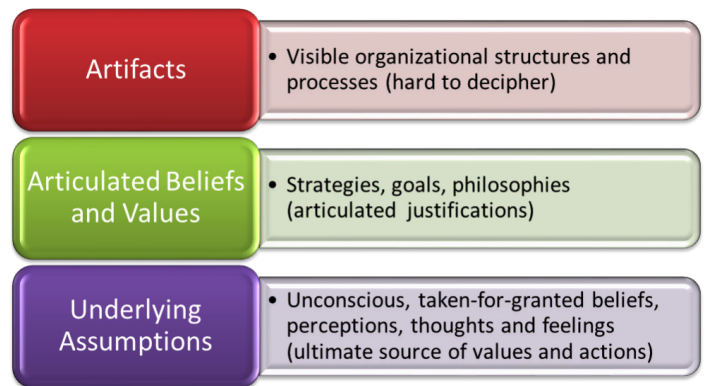 Artifacts
• Visible organizational structures and
processes (hard to decipher)
Articulated Beliefs
and Values
• Strategies, goals, philosophies
(articulated justifications)
Underlying
Assumptions
• Unconscious, taken-for-granted beliefs,
perceptions, thoughts and feelings
(ultimate source of values and actions)